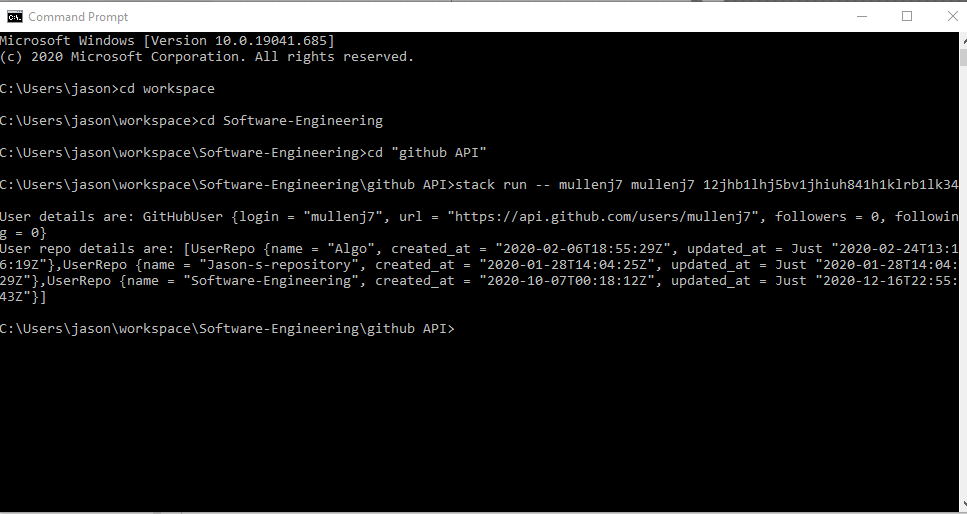 Command Prompt
Microsoft Windows [Version 10.0.19041.685]
(c) 2020 Microsoft Corporation. All rights reserved.
C:\Users\jason>cd workspace
C:\Users\jason\workspace>cd Software-Engineering
C:\Users\jason\workspace\Software-Engineering>cd "github API"
C:\Users\jason\workspace\Software-Engineering\github API>stack run -- mullenj7 mullenj7 12jhb1lhj5bv1jhiuh841h1klrb1lk34
User details are: GitHubUser {login = "mullenj7", url = "https://api.github.com/users/mullenj7", followers = 0, followin
g = 0}
User repo details are: [UserRepo {name = "Algo", created_at = "2020-02-06T18:55:29Z", updated_at = Just "2020-02-24T13:1
6:19Z"},UserRepo {name = "Jason-s-repository", created_at = "2020-01-28T14:04:25Z", updated_at = Just "2020-01-28T14:04:
29Z"},UserRepo {name = "Software-Engineering", created_at = "2020-10-07T00:18:12Z", updated_at = Just "2020-12-16T22:55:
43Z"}]
C:\Users\jason\workspace\Software-Engineering\github API>